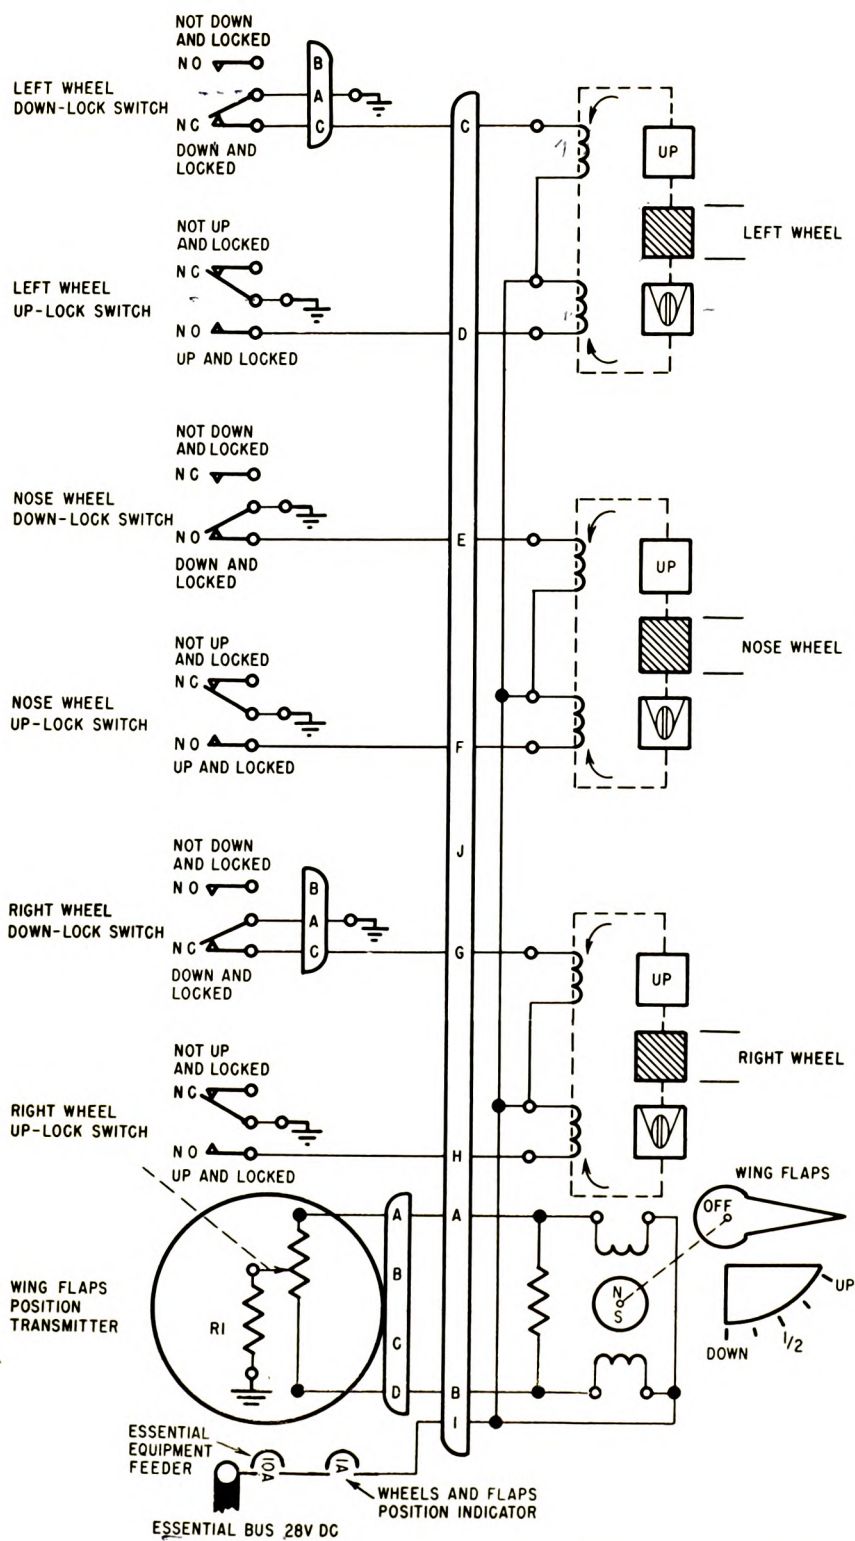 NOT DOWN
AND LOCKED
NO
LEFT WHEEL
DOWN-LOCK SWITCH
NC
DOWN AND
LOCKED
B
A
C
C
UP
LEFT WHEEL
NOT UP
AND LOCKED
NC
LEFT WHEEL
UP-LOCK SWITCH
NO
D
UP AND LOCKED
NOT DOWN
AND LOCKED
NC
NOSE WHEEL
DOWN-LOCK SWITCH
NO
E
DOWN AND
LOCKED
UP
NOSE WHEEL
NOT UP
AND LOCKED
NC
NOSE WHEEL
UP-LOCK SWITCH
NO
F
UP AND LOCKED
J
NOT DOWN
AND LOCKED
NO
RIGHT WHEEL
DOWN-LOCK SWITCH
NC
DOWN AND
LOCKED
B
A
C
G
UP
RIGHT WHEEL
NOT UP
AND LOCKED
NC
RIGHT WHEEL
UP-LOCK SWITCH
NO
H
UP AND LOCKED
WING FLAPS
OFF
WING FLAPS
POSITION
TRANSMITTER
R1
A
B
C
D
A
B
I
N
S
UP
1/2
DOWN
ESSENTIAL
EQUIPMENT
FEEDER
10A
1A
WHEELS AND FLAPS
POSITION INDICATOR
ESSENTIAL BUS 28V DC